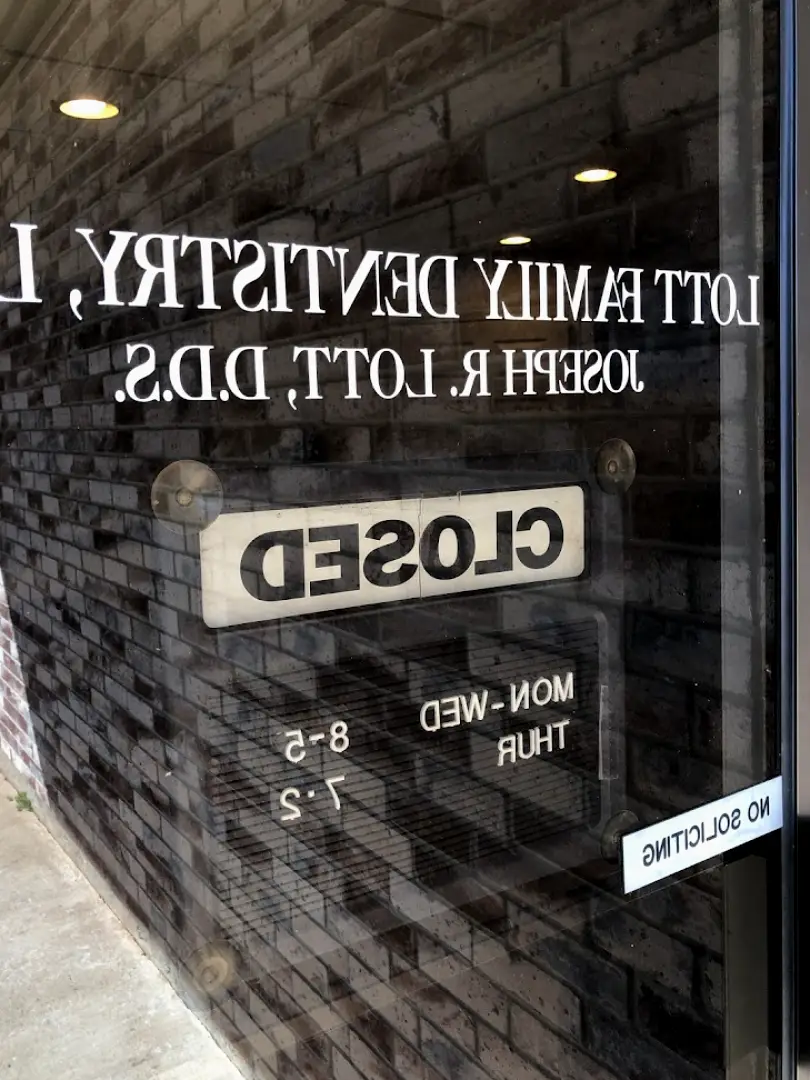 LOTT FAMILY DENTISTRY, L
JOSEPH R. LOTT, D.D.S.
CLOSED
MON-WED 8-5
THUR 7-2
NO SOLICITING